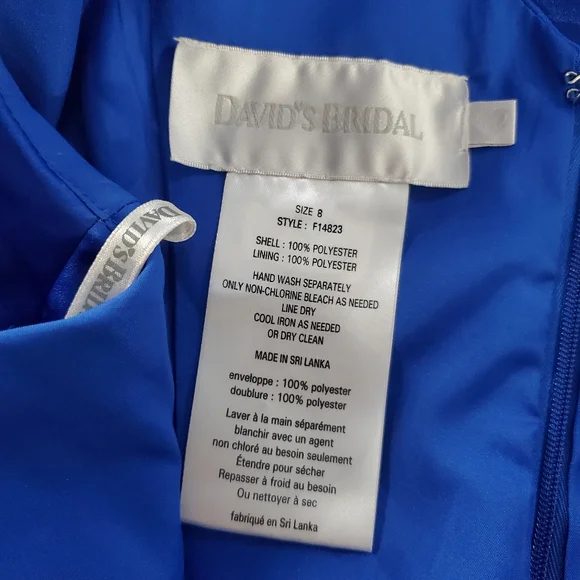 DAVID'S BRIDAL
DAVID'S BRID
SIZE 8
STYLE : F14823
SHELL : 100% POLYESTER
LINING : 100% POLYESTER
HAND WASH SEPARATELY
ONLY NON-CHLORINE BLEACH AS NEEDED
LINE DRY
COOL IRON AS NEEDED
OR DRY CLEAN
MADE IN SRI LANKA
enveloppe : 100% polyester
doublure : 100% polyester
Laver à la main séparément
blanchir avec un agent
non chloré au besoin seulement
Étendre pour sécher
Repasser à froid au besoin
Ou nettoyer à sec
fabriqué en Sri Lanka